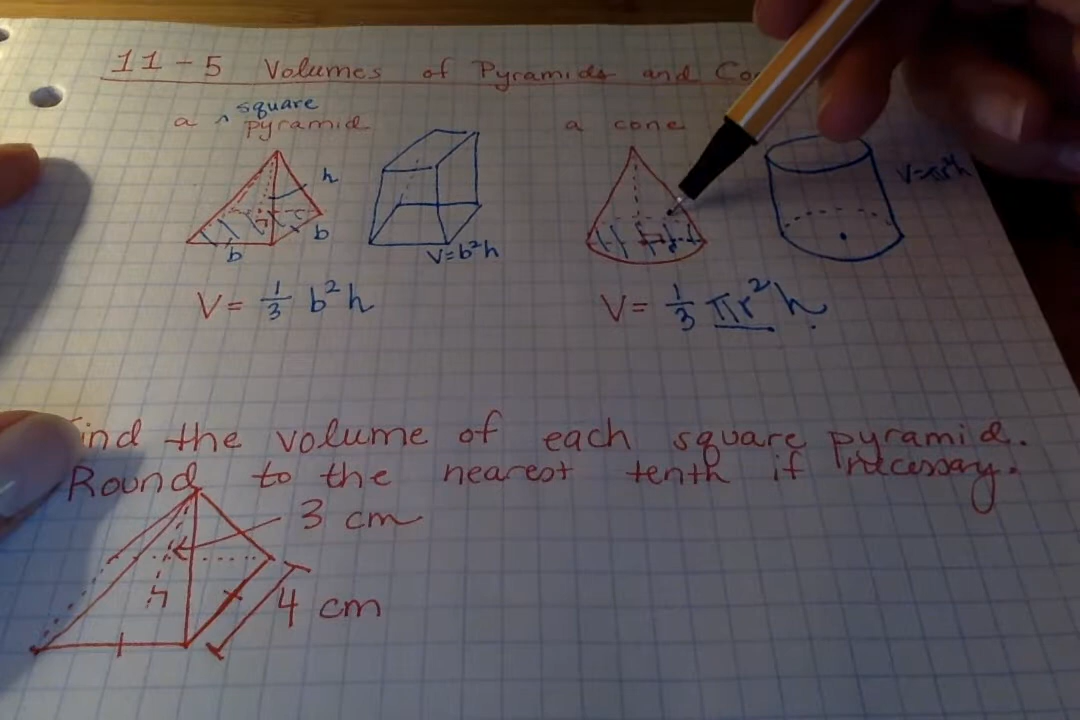 11-5 Volumes of Pyramids and Co
a square pyramid
a cone
h
b
b
V=b²h
V=πr²h
V= 1/3 b²h
V= 1/3 πr²h
ind the volume of each square pyramid.
Round to the nearest tenth if necessary.
3 cm
4 cm